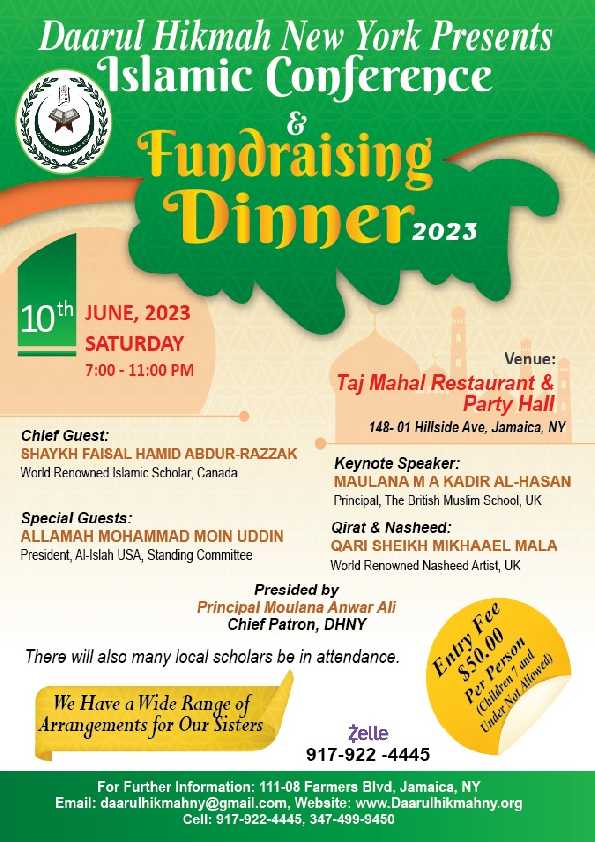 Daarul Hikmah New York Presents
Islamic Conference
&
Fundraising
Dinner 2023
10th
JUNE, 2023
SATURDAY
7:00 - 11:00 PM
Venue:
Taj Mahal Restaurant &
Party Hall
148- 01 Hillside Ave, Jamaica, NY
Chief Guest:
SHAYKH FAISAL HAMID ABDUR-RAZZAK
World Renowned Islamic Scholar, Canada
Keynote Speaker:
MAULANA M A KADIR AL-HASAN
Principal, The British Muslim School, UK
Special Guests:
ALLAMAH MOHAMMAD MOIN UDDIN
President, Al-Islah USA, Standing Committee
Qirat & Nasheed:
QARI SHEIKH MIKHAAEL MALA
World Renowned Nasheed Artist, UK
Presided by
Principal Moulana Anwar Ali
Chief Patron, DHNY
There will also many local scholars be in attendance.
Entry Fee
$50.00
Per Person
(Children 7 and
Under Not Allowed)
We Have a Wide Range of
Arrangements for Our Sisters
Zelle
917-922 -4445
For Further Information: 111-08 Farmers Blvd, Jamaica, NY
Email: daarulhikmahny@gmail.com, Website: www.Daarulhikmahny.org
Cell: 917-922-4445, 347-499-9450